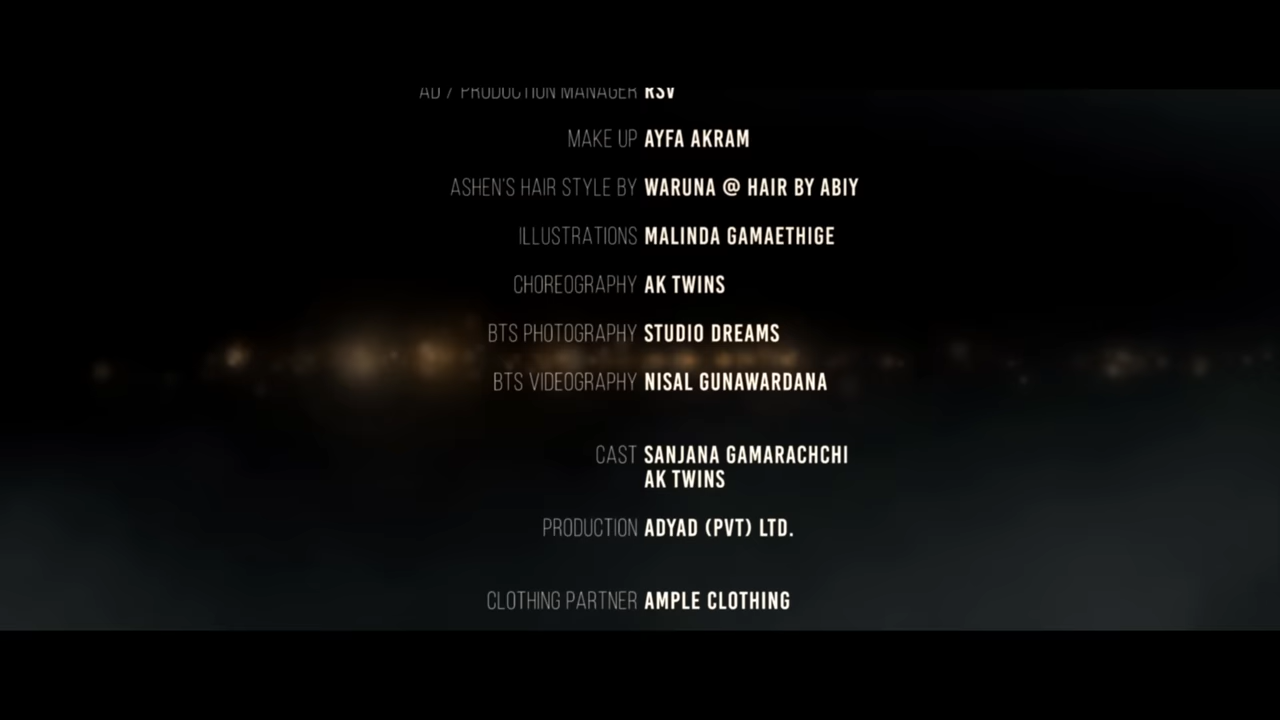 AD / PRODUCTION MANAGER RSV
MAKE UP AYFA AKRAM
ASHEN'S HAIR STYLE BY WARUNA @ HAIR BY ABIY
ILLUSTRATIONS MALINDA GAMAETHIGE
CHOREOGRAPHY AK TWINS
BTS PHOTOGRAPHY STUDIO DREAMS
BTS VIDEOGRAPHY NISAL GUNAWARDANA
CAST SANJANA GAMARACHCHI
AK TWINS
PRODUCTION ADYAD (PVT) LTD.
CLOTHING PARTNER AMPLE CLOTHING